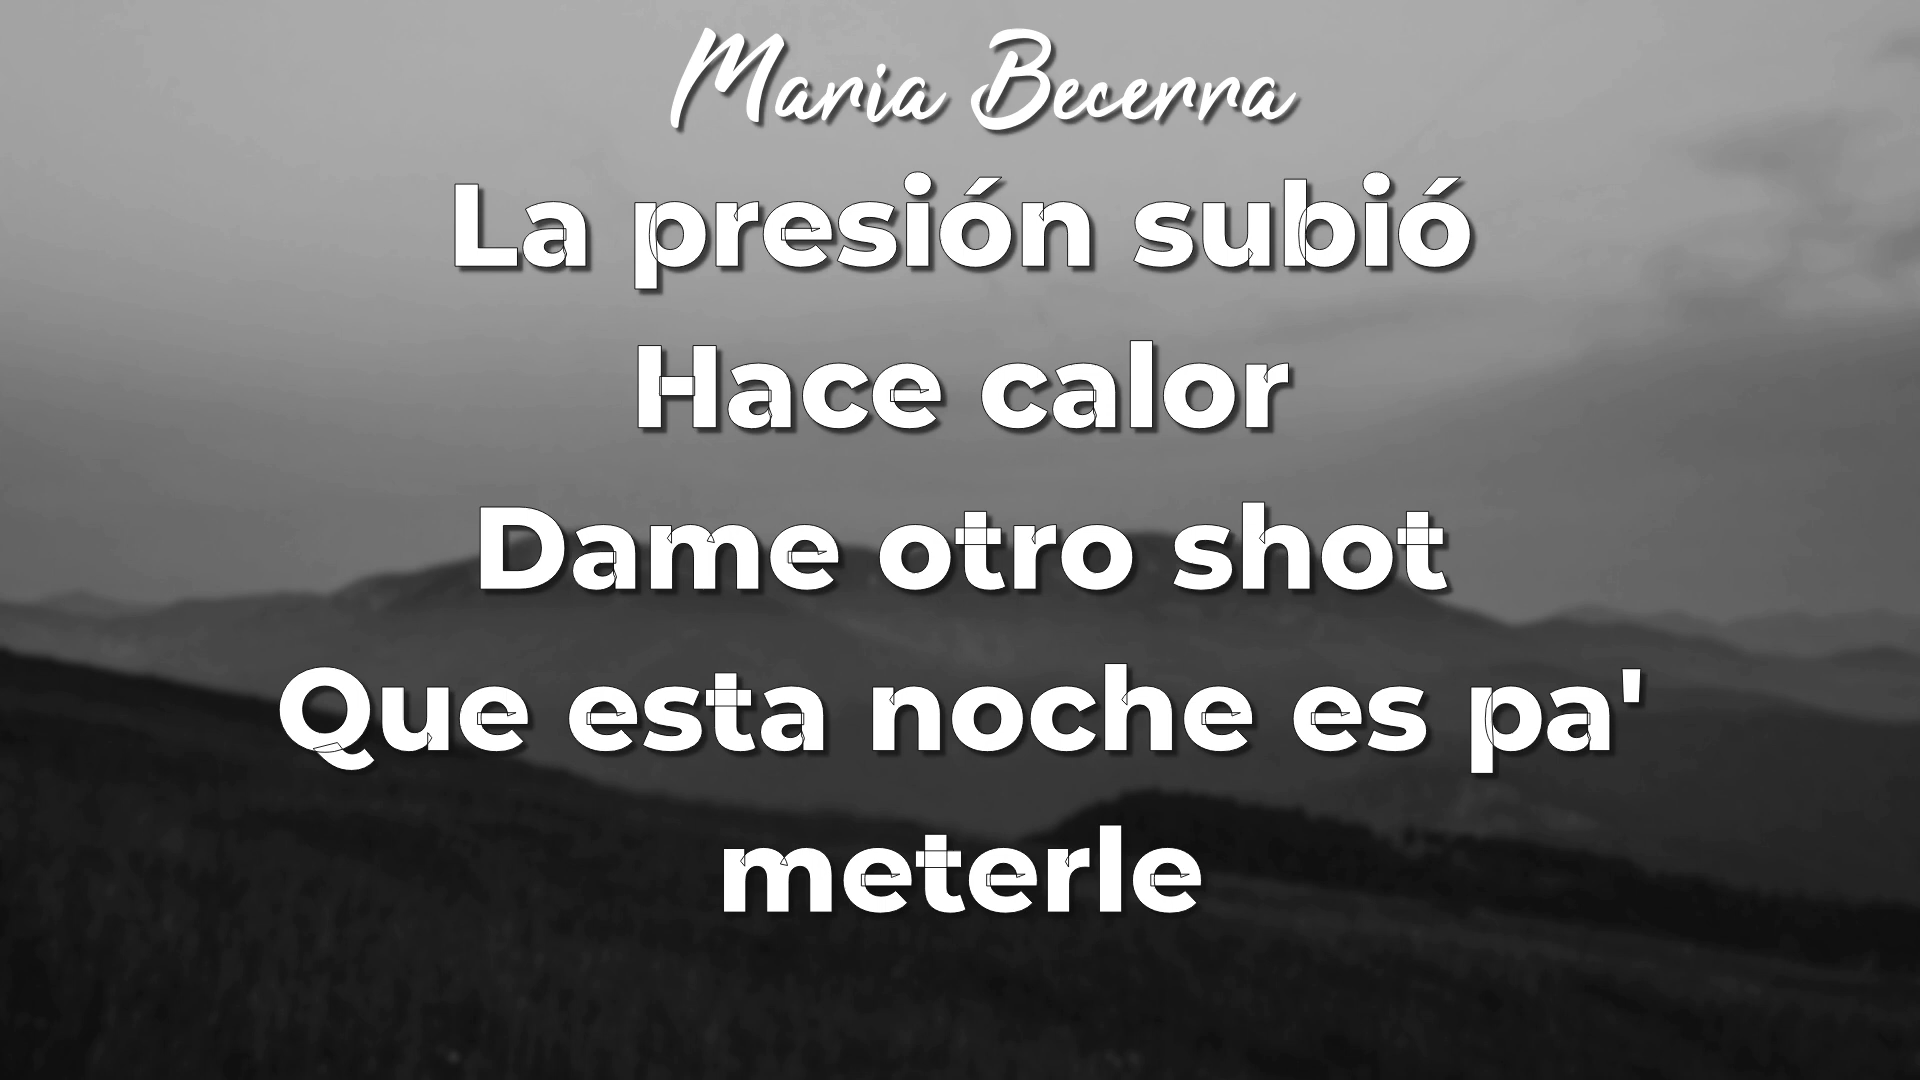 Maria Becerra
La presión subió
Hace calor
Dame otro shot
Que esta noche es pa'
meterle